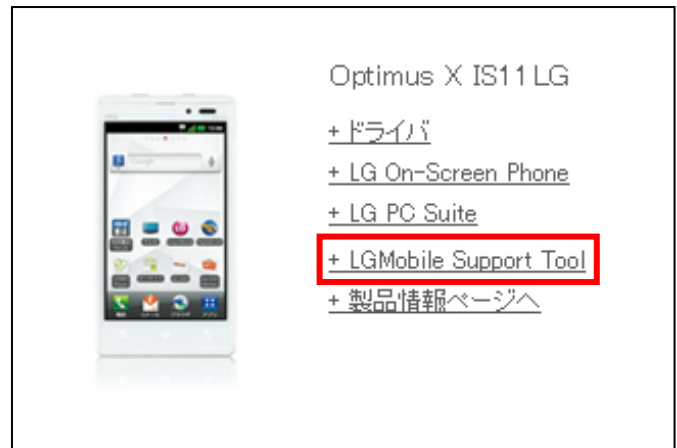 Optimus X IS11LG
+ ドライバ
+ LG On-Screen Phone
+ LG PC Suite
+ LGMobile Support Tool
+ 製品情報ページへ
Google